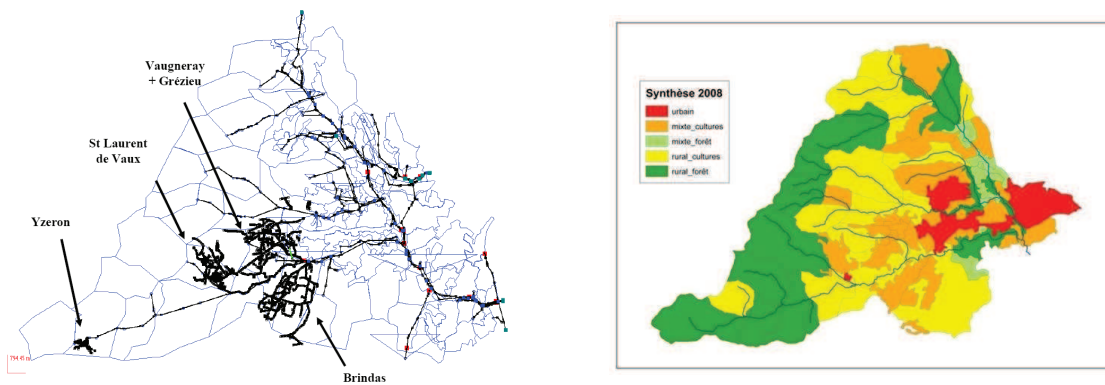 Vaugneray
+ Grézieu
St Laurent
de Vaux
Yzeron
Brindas
Synthèse 2008
urbain
mixte_cultures
mixte_forêt
rural_cultures
rural_forêt